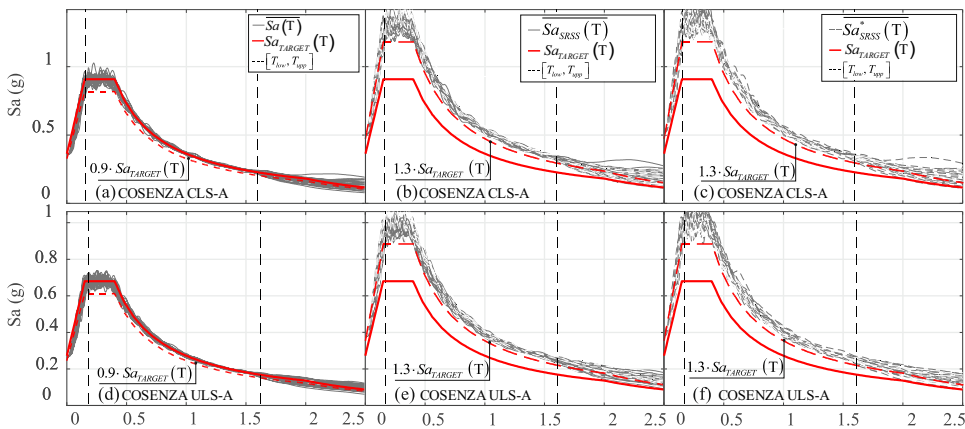 Sa (g)
1
0.5
0
Sa(T)
Sa_TARGET (T)
[T_low, T_upp]
0.9· Sa_TARGET (T)
(a) COSENZA CLS-A
Sa_SRSS (T)
Sa_TARGET (T)
[T_low, T_upp]
1.3· Sa_TARGET (T)
(b) COSENZA CLS-A
Sa*_SRSS (T)
Sa_TARGET (T)
[T_low, T_upp]
1.3· Sa_TARGET (T)
(c) COSENZA CLS-A
Sa (g)
1
0.8
0.6
0.4
0.2
0
0.9· Sa_TARGET (T)
(d) COSENZA ULS-A
1.3· Sa_TARGET (T)
(e) COSENZA ULS-A
1.3· Sa_TARGET (T)
(f) COSENZA ULS-A
0 0.5 1 1.5 2 2.5
0 0.5 1 1.5 2 2.5
0 0.5 1 1.5 2 2.5